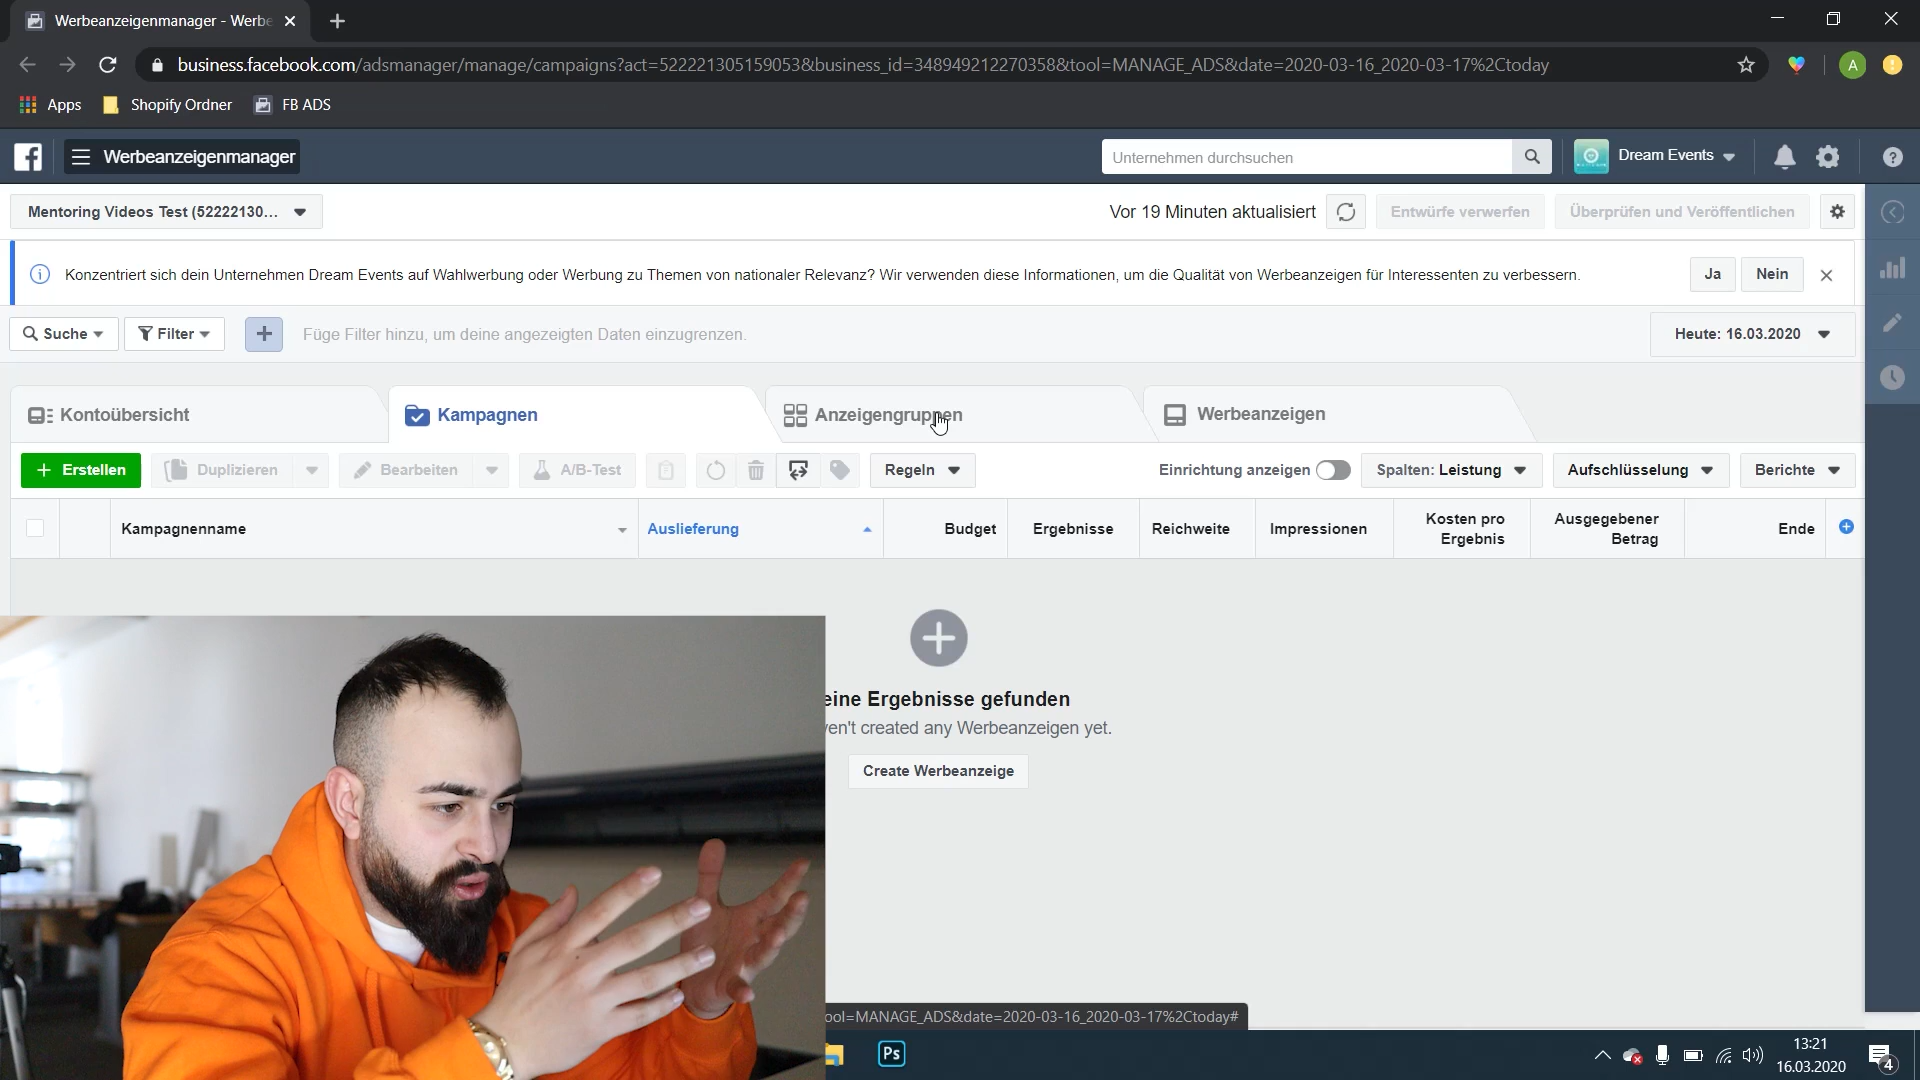 Werbeanzeigenmanager - Werbe
business.facebook.com/adsmanager/manage/campaigns?act=522221305159053&business_id=348949212270358&tool=MANAGE_ADS&date=2020-03-16_2020-03-17%2Ctoday
A
Apps
Shopify Ordner
FB ADS
Werbeanzeigenmanager
Unternehmen durchsuchen
Dream Events
Mentoring Videos Test (52222130...
Vor 19 Minuten aktualisiert
Entwürfe verwerfen
Überprüfen und Veröffentlichen
Konzentriert sich dein Unternehmen Dream Events auf Wahlwerbung oder Werbung zu Themen von nationaler Relevanz? Wir verwenden diese Informationen, um die Qualität von Werbeanzeigen für Interessenten zu verbessern.
Ja
Nein
Suche
Filter
Füge Filter hinzu, um deine angezeigten Daten einzugrenzen.
Heute: 16.03.2020
Kontoübersicht
Kampagnen
Anzeigengruppen
Werbeanzeigen
Erstellen
Duplizieren
Bearbeiten
A/B-Test
Regeln
Einrichtung anzeigen
Spalten: Leistung
Aufschlüsselung
Berichte
Kampagnenname
Auslieferung
Budget
Ergebnisse
Reichweite
Impressionen
Kosten pro
Ergebnis
Ausgegebener
Betrag
Ende
eine Ergebnisse gefunden
ven't created any Werbeanzeigen yet.
Create Werbeanzeige
ool=MANAGE_ADS&date=2020-03-16_2020-03-17%2Ctoday#
Ps
13:21
16.03.2020
4